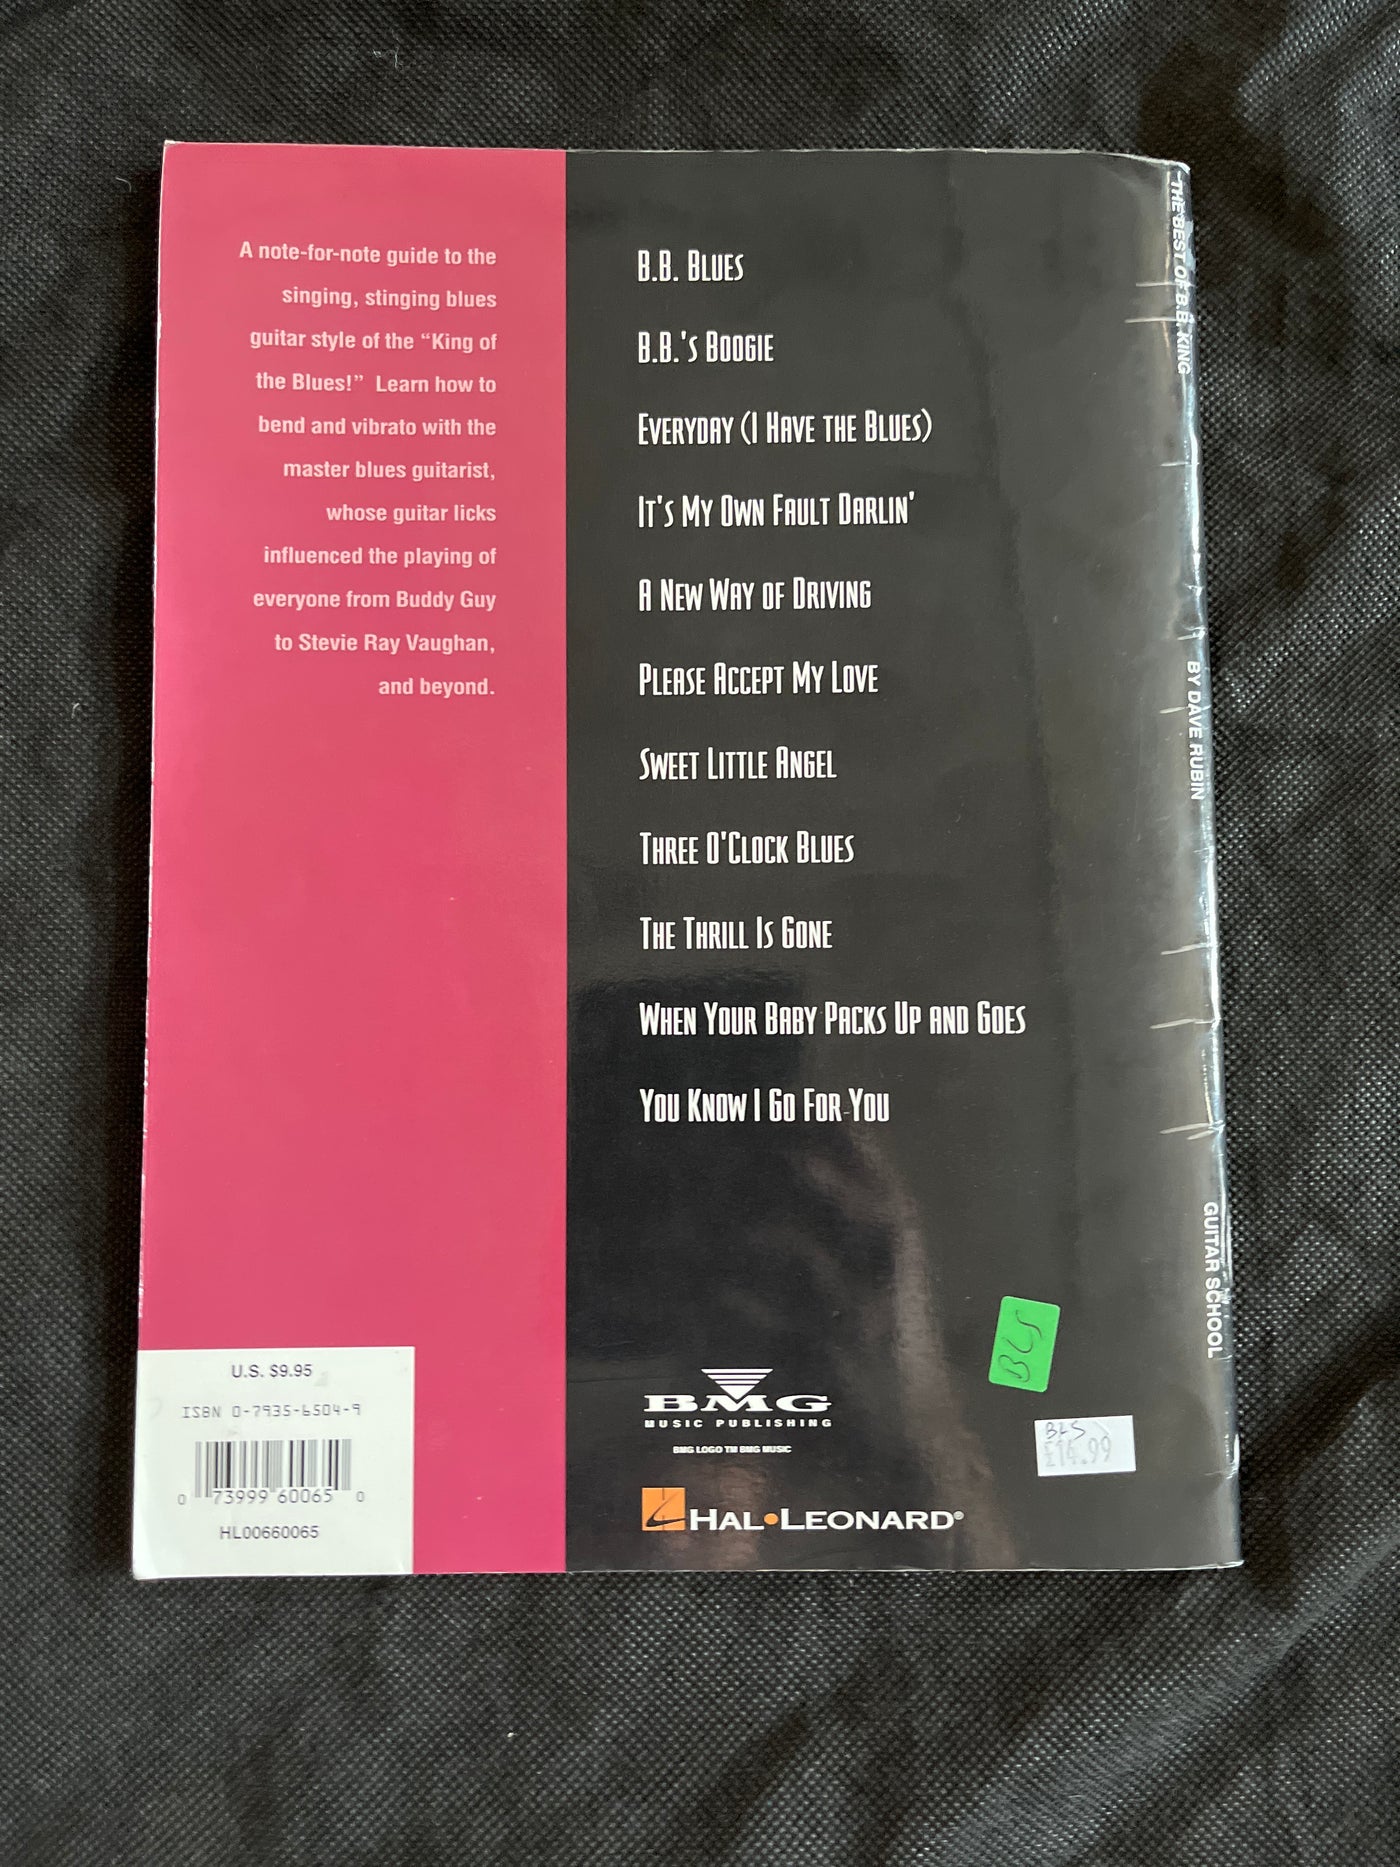 A note-for-note guide to the
singing, stinging blues
guitar style of the “King of
the Blues!” Learn how to
bend and vibrato with the
master blues guitarist,
whose guitar licks
influenced the playing of
everyone from Buddy Guy
to Stevie Ray Vaughan,
and beyond.
B.B. Blues
B.B.'s Boogie
Everyday (I Have the Blues)
It's My Own Fault Darlin'
A New Way of Driving
Please Accept My Love
Sweet Little Angel
Three O'Clock Blues
The Thrill Is Gone
When Your Baby Packs Up and Goes
You Know I Go For You
THE BEST OF B.B. KING
BY DAVE RUBIN
GUITAR SCHOOL
U.S. $9.95
ISBN 0-7935-6504-9
0 73999 60065 0
HL00660065
BMG
MUSIC PUBLISHING
BMG LOGO TM BMG MUSIC
HAL•LEONARD®
BLS
BLS
£14.99